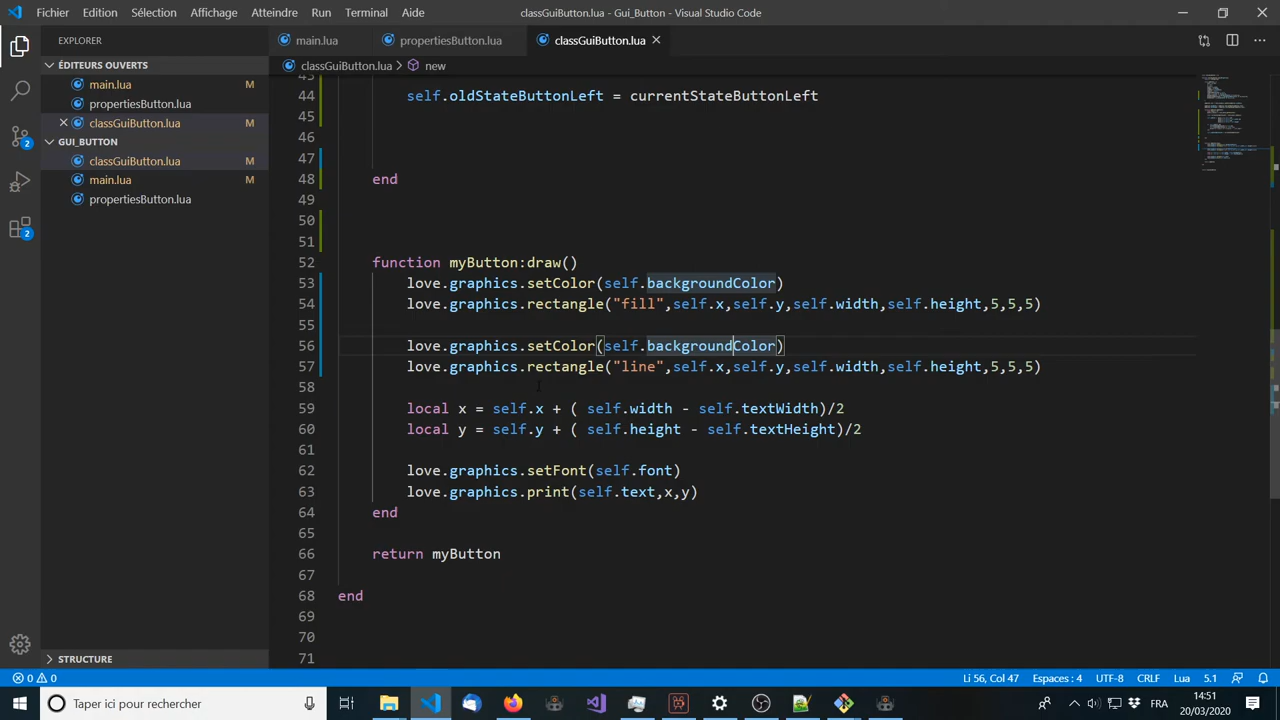 Fichier Edition Sélection Affichage Atteindre Run Terminal Aide
classGuiButton.lua - Gui_Button - Visual Studio Code
EXPLORER
main.lua propertiesButton.lua classGuiButton.lua
ÉDITEURS OUVERTS
classGuiButton.lua > new
main.lua M
propertiesButton.lua
classGuiButton.lua M
GUI_BUTTON
classGuiButton.lua M
main.lua M
propertiesButton.lua
2
2
43
44 self.oldStateButtonLeft = currentStateButtonLeft
45
46
47
48 end
49
50
51
52 function myButton:draw()
53 love.graphics.setColor(self.backgroundColor)
54 love.graphics.rectangle("fill",self.x,self.y,self.width,self.height,5,5,5)
55
56 love.graphics.setColor(self.backgroundColor)
57 love.graphics.rectangle("line",self.x,self.y,self.width,self.height,5,5,5)
58
59 local x = self.x + ( self.width - self.textWidth)/2
60 local y = self.y + ( self.height - self.textHeight)/2
61
62 love.graphics.setFont(self.font)
63 love.graphics.print(self.text,x,y)
64 end
65
66 return myButton
67
68 end
69
70
71
STRUCTURE
0 0 Li 56, Col 47 Espaces : 4 UTF-8 CRLF Lua 5.1
Taper ici pour rechercher
FRA
14:51
20/03/2020